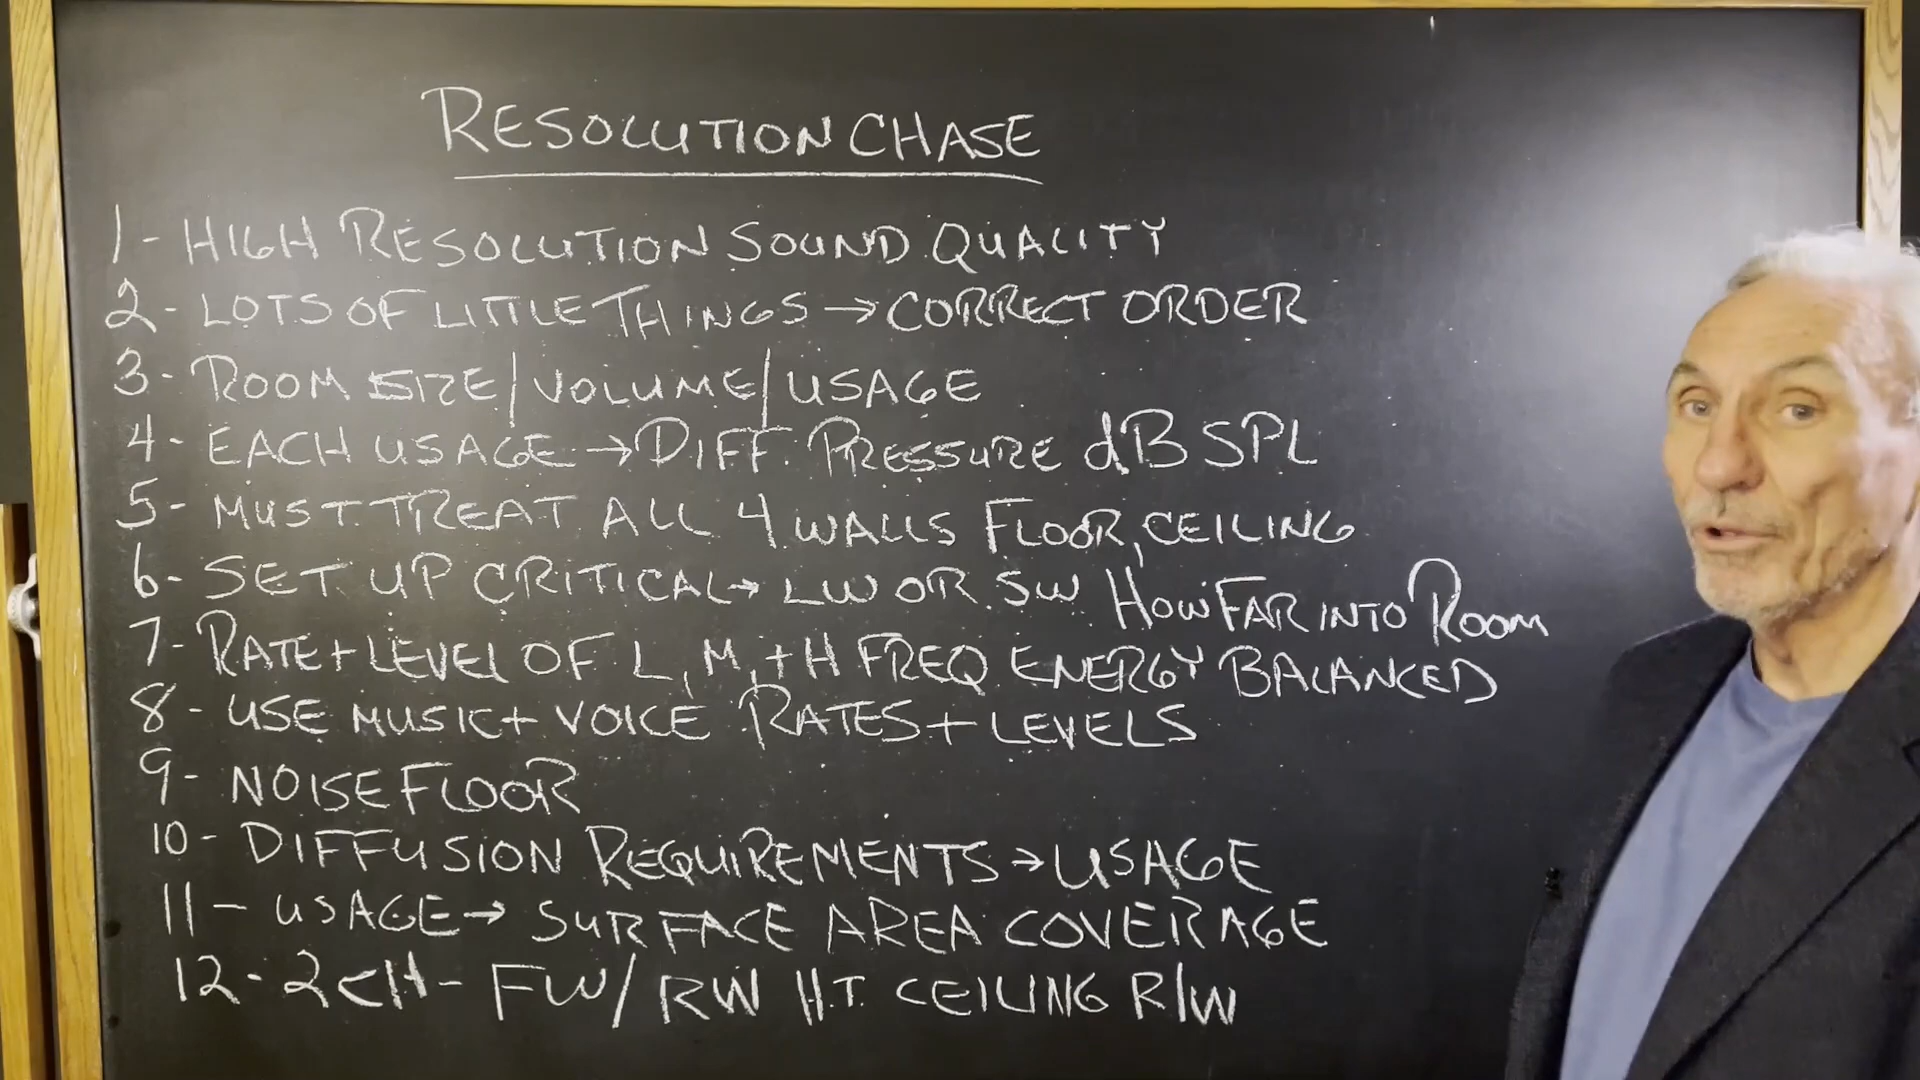 RESOLUTION CHASE
1- HIGH RESOLUTION SOUND QUALITY
2- LOTS OF LITTLE THINGS → CORRECT ORDER
3- ROOM SIZE/VOLUME/USAGE
4- EACH USAGE → DIFF. PRESSURE dB SPL
5- MUST TREAT ALL 4 WALLS FLOOR, CEILING
6- SET UP CRITICAL → LW OR SW HOW FAR INTO ROOM
7- RATE + LEVEL OF L, M, + H FREQ ENERGY BALANCED
8- USE MUSIC + VOICE RATES + LEVELS
9- NOISE FLOOR
10- DIFFUSION REQUIREMENTS → USAGE
11- USAGE → SURFACE AREA COVERAGE
12- 2CH- FW/RW H.T. CEILING R/W